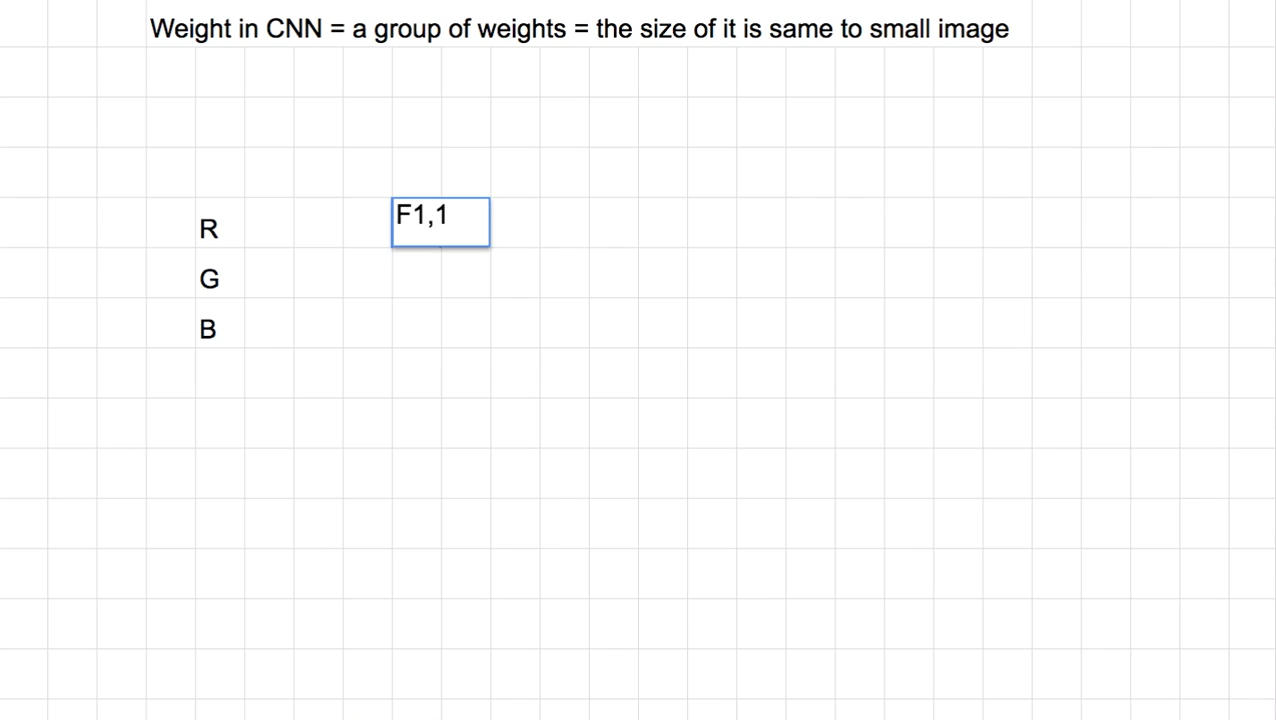 Weight in CNN = a group of weights = the size of it is same to small image
R
F1,1
G
B